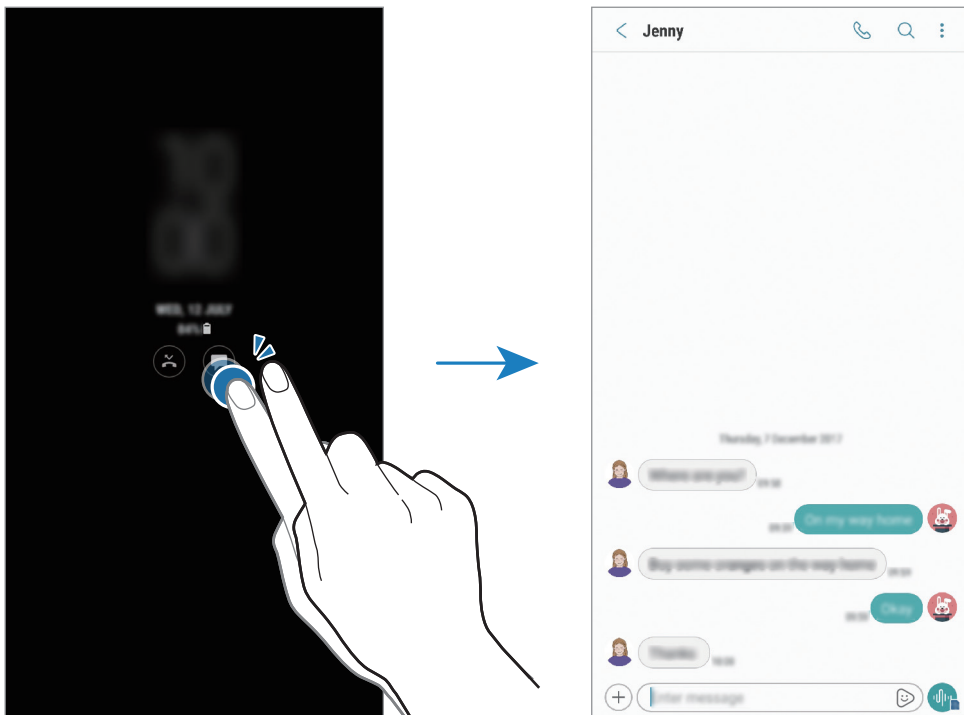 WED, 12 JULY
84%
Jenny
Thursday, 7 December 2017
Where are you?
On my way home
Buy some oranges on the way home
Okay
Thanks
Enter message